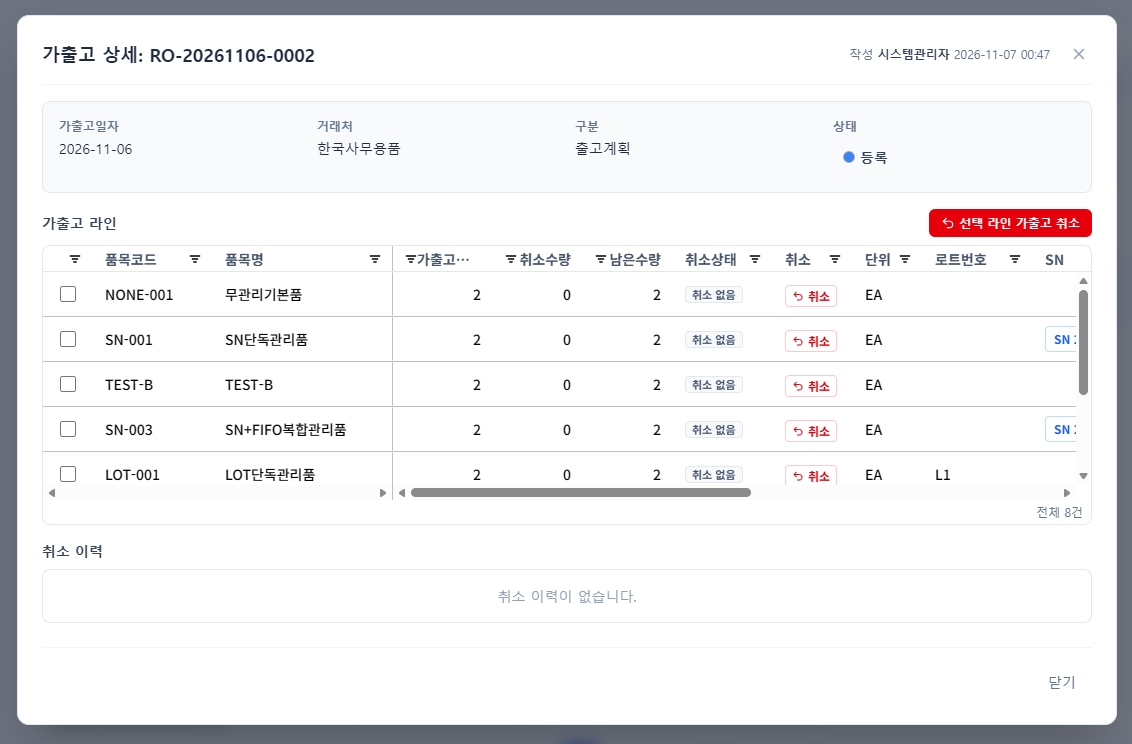 가출고 상세: RO-20261106-0002
작성 시스템관리자 2026-11-07 00:47
가출고일자 거래처 구분 상태
2026-11-06 한국사무용품 출고계획 등록
가출고 라인
선택 라인 가출고 취소
품목코드 품목명 가출고… 취소수량 남은수량 취소상태 취소 단위 로트번호 SN
NONE-001 무관리기본품 2 0 2 취소 없음 취소 EA
SN-001 SN단독관리품 2 0 2 취소 없음 취소 EA SN
TEST-B TEST-B 2 0 2 취소 없음 취소 EA
SN-003 SN+FIFO복합관리품 2 0 2 취소 없음 취소 EA SN
LOT-001 LOT단독관리품 2 0 2 취소 없음 취소 EA L1
전체 8건
취소 이력
취소 이력이 없습니다.
닫기